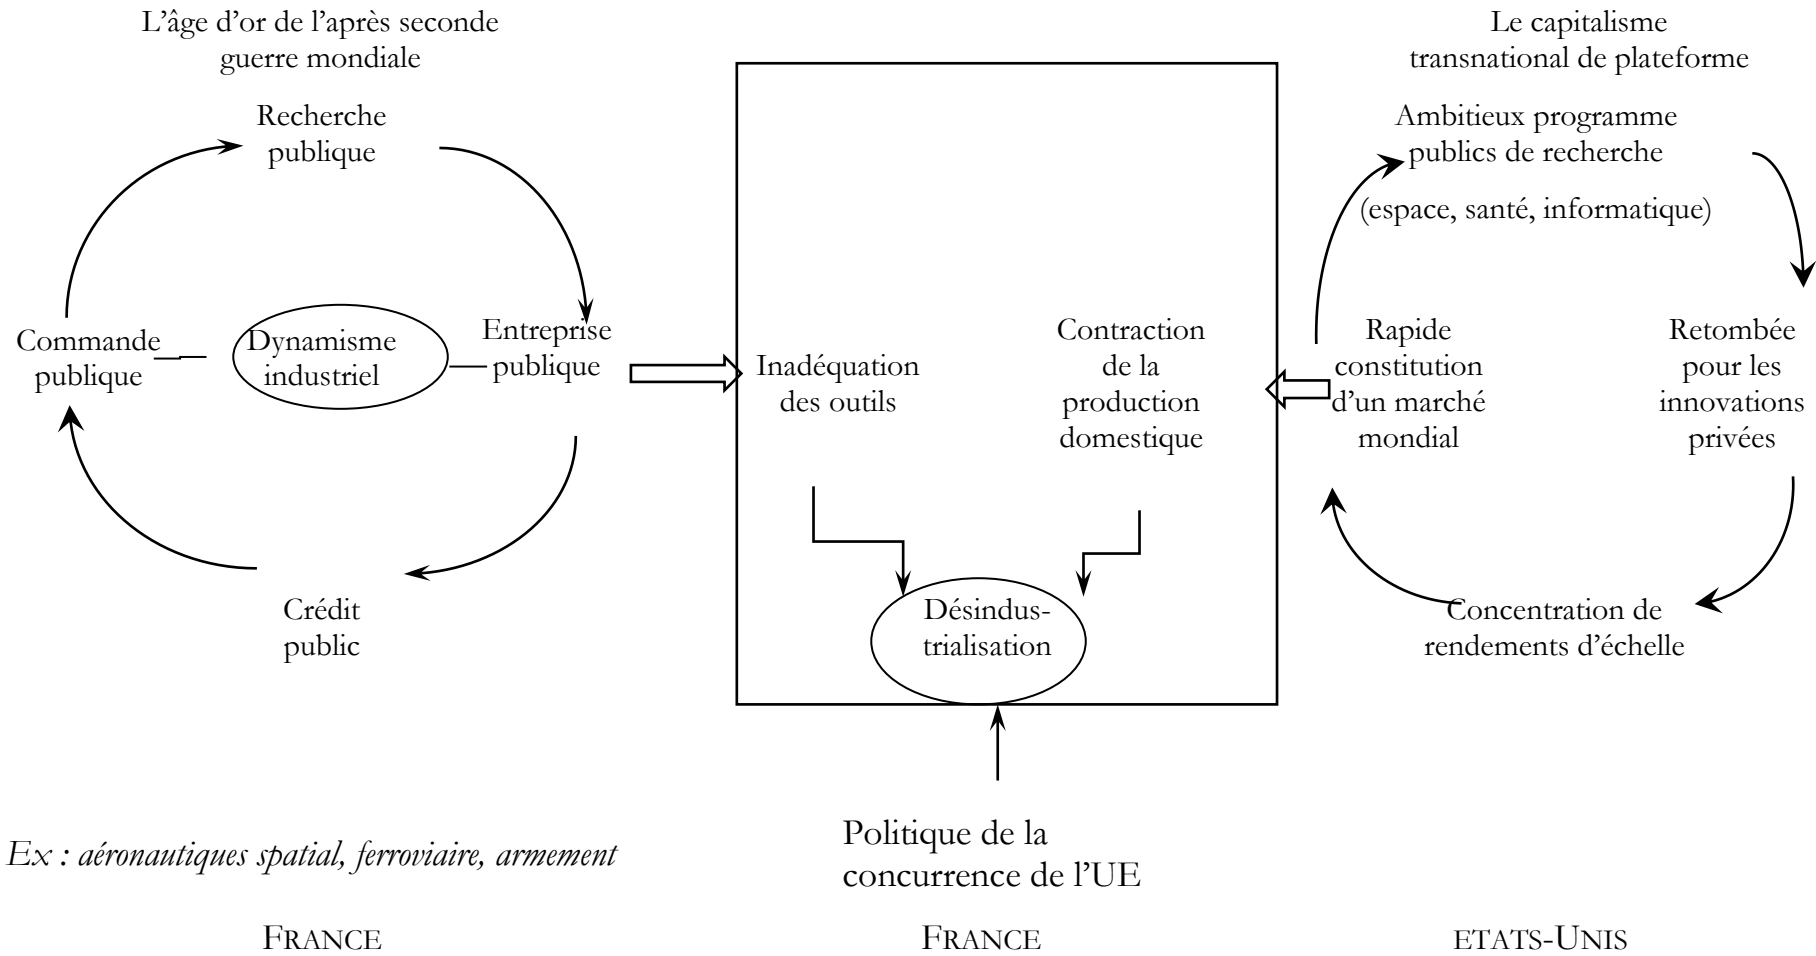 L’âge d’or de l’après seconde
guerre mondiale
Recherche
publique
Commande
publique
Dynamisme
industriel
Entreprise
publique
Crédit
public
Inadéquation
des outils
Contraction
de la
production
domestique
Désindus-
trialisation
Politique de la
concurrence de l’UE
Le capitalisme
transnational de plateforme
Ambitieux programme
publics de recherche
(espace, santé, informatique)
Rapide
constitution
d’un marché
mondial
Retombée
pour les
innovations
privées
Concentration de
rendements d’échelle
Ex : aéronautiques spatial, ferroviaire, armement
FRANCE
FRANCE
ETATS-UNIS